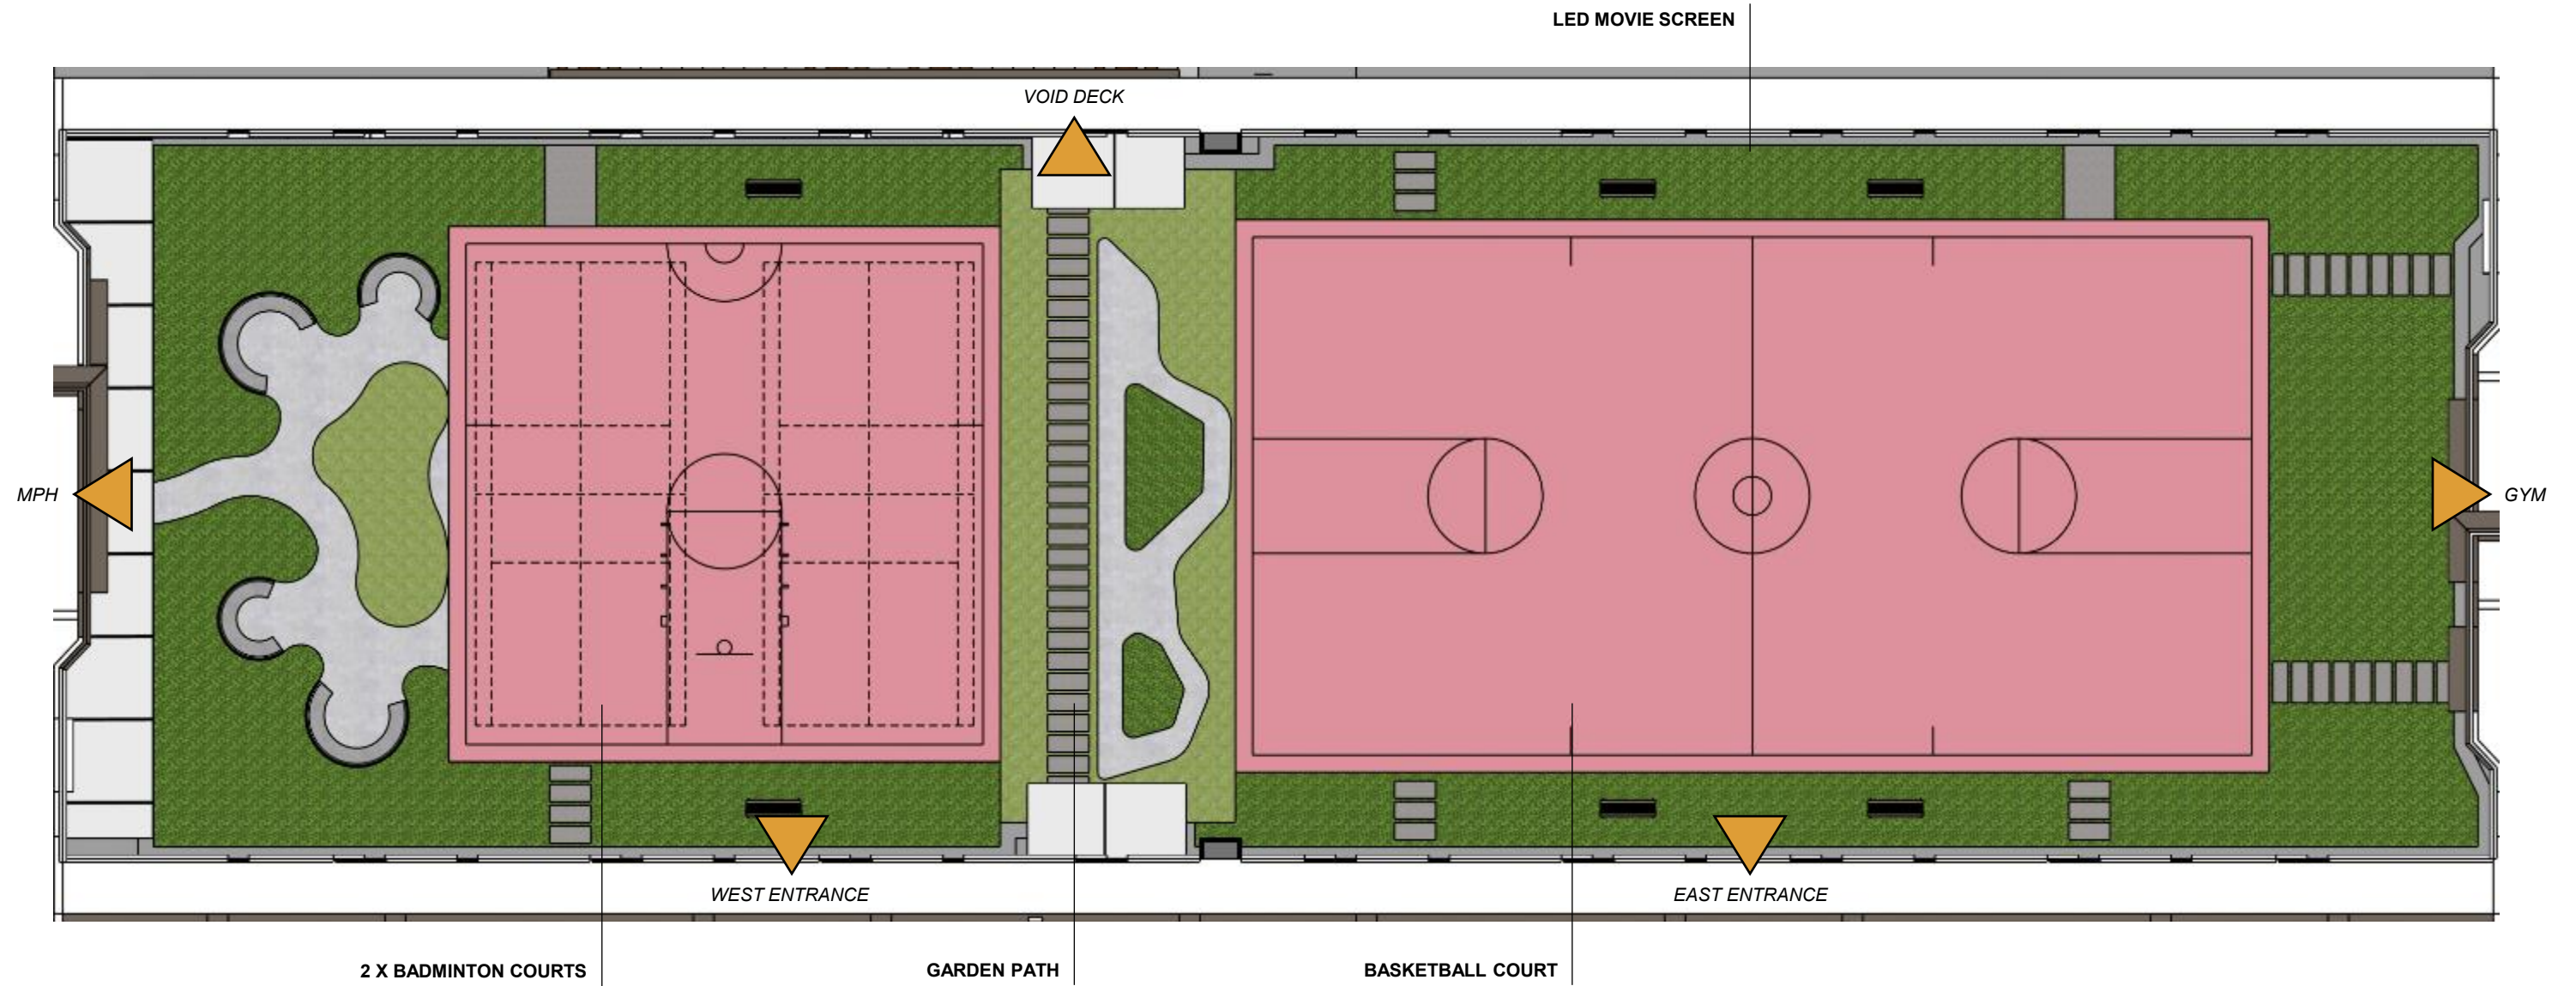 LED MOVIE SCREEN
VOID DECK
MPH
GYM
WEST ENTRANCE
EAST ENTRANCE
2 X BADMINTON COURTS
GARDEN PATH
BASKETBALL COURT